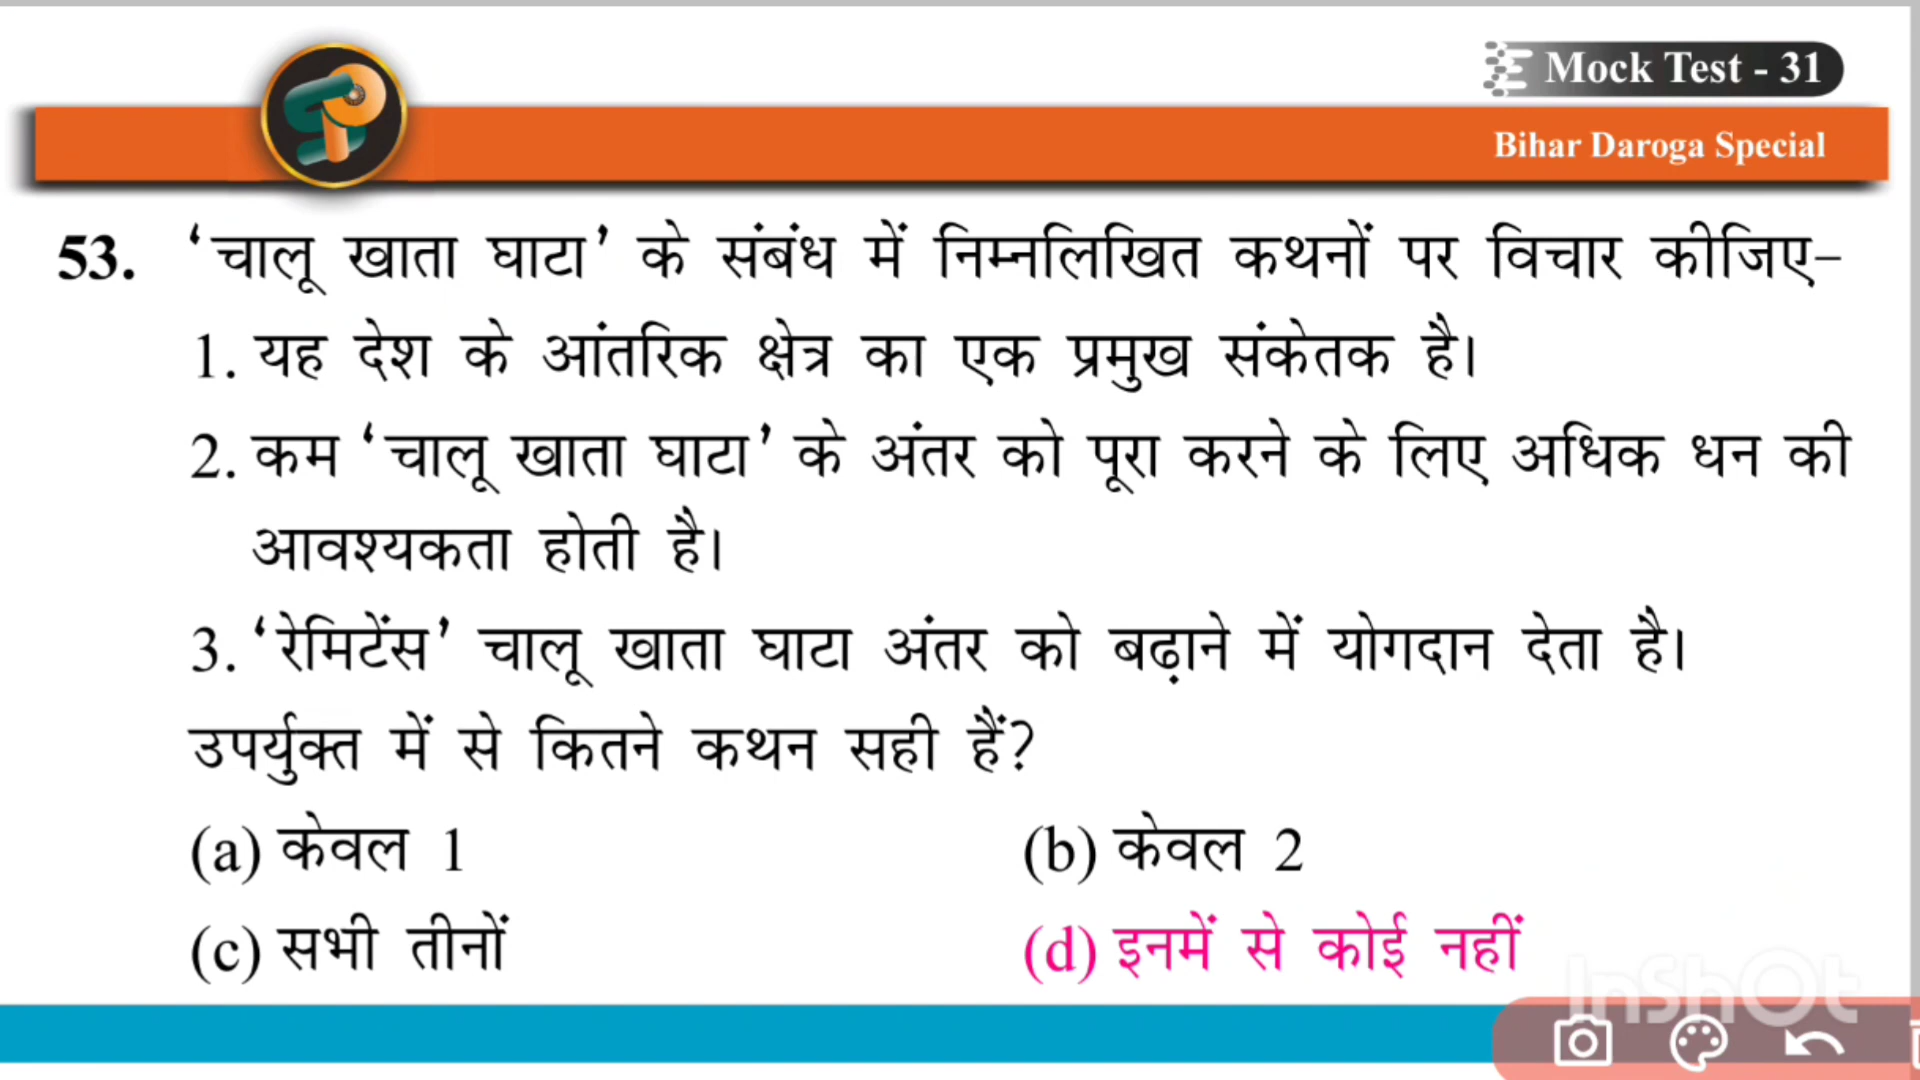 Mock Test - 31
Bihar Daroga Special
53. ‘चालू खाता घाटा’ के संबंध में निम्नलिखित कथनों पर विचार कीजिए–
1. यह देश के आंतरिक क्षेत्र का एक प्रमुख संकेतक है।
2. कम ‘चालू खाता घाटा’ के अंतर को पूरा करने के लिए अधिक धन की
आवश्यकता होती है।
3. ‘रेमिटेंस’ चालू खाता घाटा अंतर को बढ़ाने में योगदान देता है।
उपर्युक्त में से कितने कथन सही हैं?
(a) केवल 1 (b) केवल 2
(c) सभी तीनों (d) इनमें से कोई नहीं
InShOt